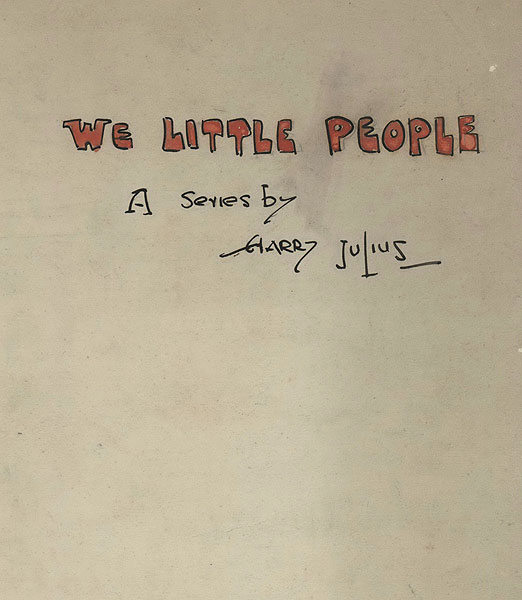 WE LITTLE PEOPLE
A series by
HARRY JULIUS